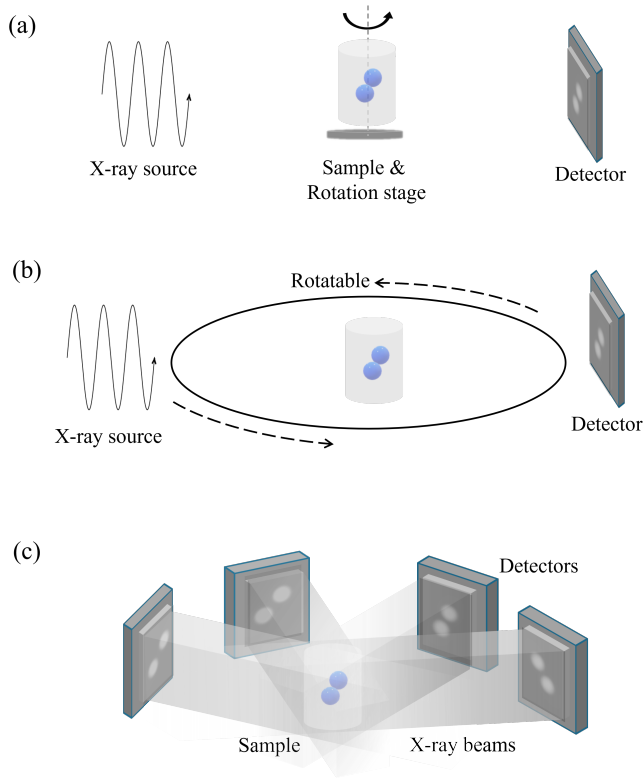 (a)
X-ray source
Sample &
Rotation stage
Detector
(b)
Rotatable
X-ray source
Detector
(c)
Detectors
Sample
X-ray beams